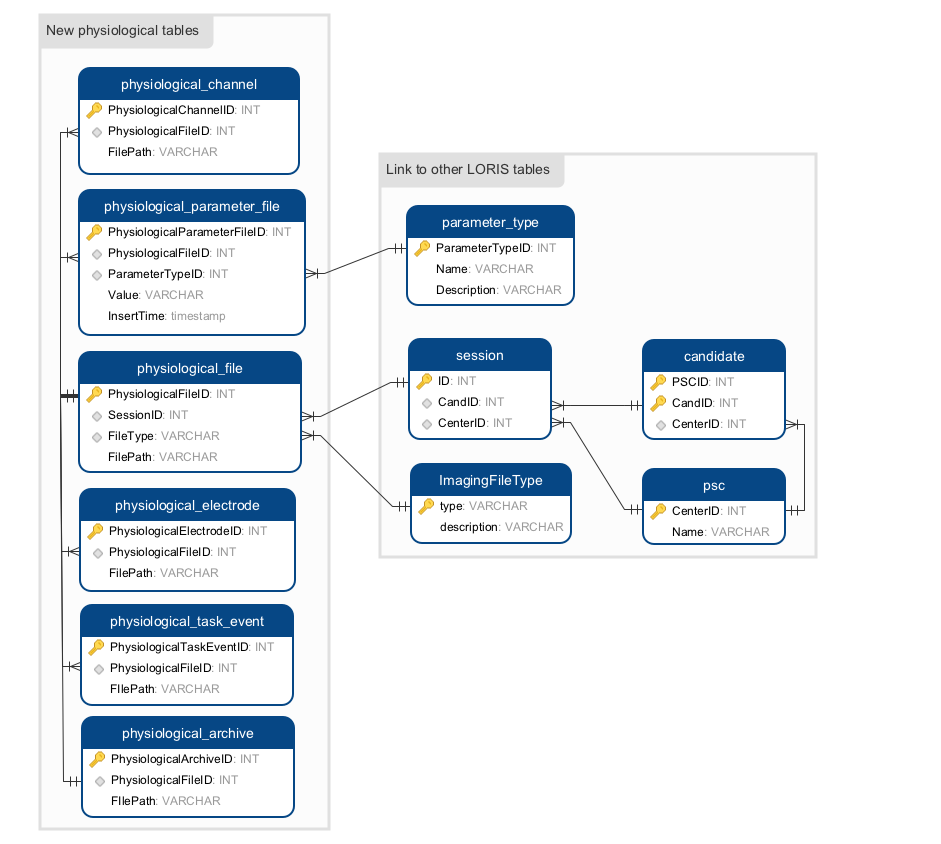 New physiological tables
physiological_channel
PhysiologicalChannelID: INT
PhysiologicalFileID: INT
FilePath: VARCHAR
physiological_parameter_file
PhysiologicalParameterFileID: INT
PhysiologicalFileID: INT
ParameterTypeID: INT
Value: VARCHAR
InsertTime: timestamp
physiological_file
PhysiologicalFileID: INT
SessionID: INT
FileType: VARCHAR
FilePath: VARCHAR
physiological_electrode
PhysiologicalElectrodeID: INT
PhysiologicalFileID: INT
FilePath: VARCHAR
physiological_task_event
PhysiologicalTaskEventID: INT
PhysiologicalFileID: INT
FIlePath: VARCHAR
physiological_archive
PhysiologicalArchiveID: INT
PhysiologicalFileID: INT
FIlePath: VARCHAR
Link to other LORIS tables
parameter_type
ParameterTypeID: INT
Name: VARCHAR
Description: VARCHAR
session
ID: INT
CandID: INT
CenterID: INT
candidate
PSCID: INT
CandID: INT
CenterID: INT
ImagingFileType
type: VARCHAR
description: VARCHAR
psc
CenterID: INT
Name: VARCHAR